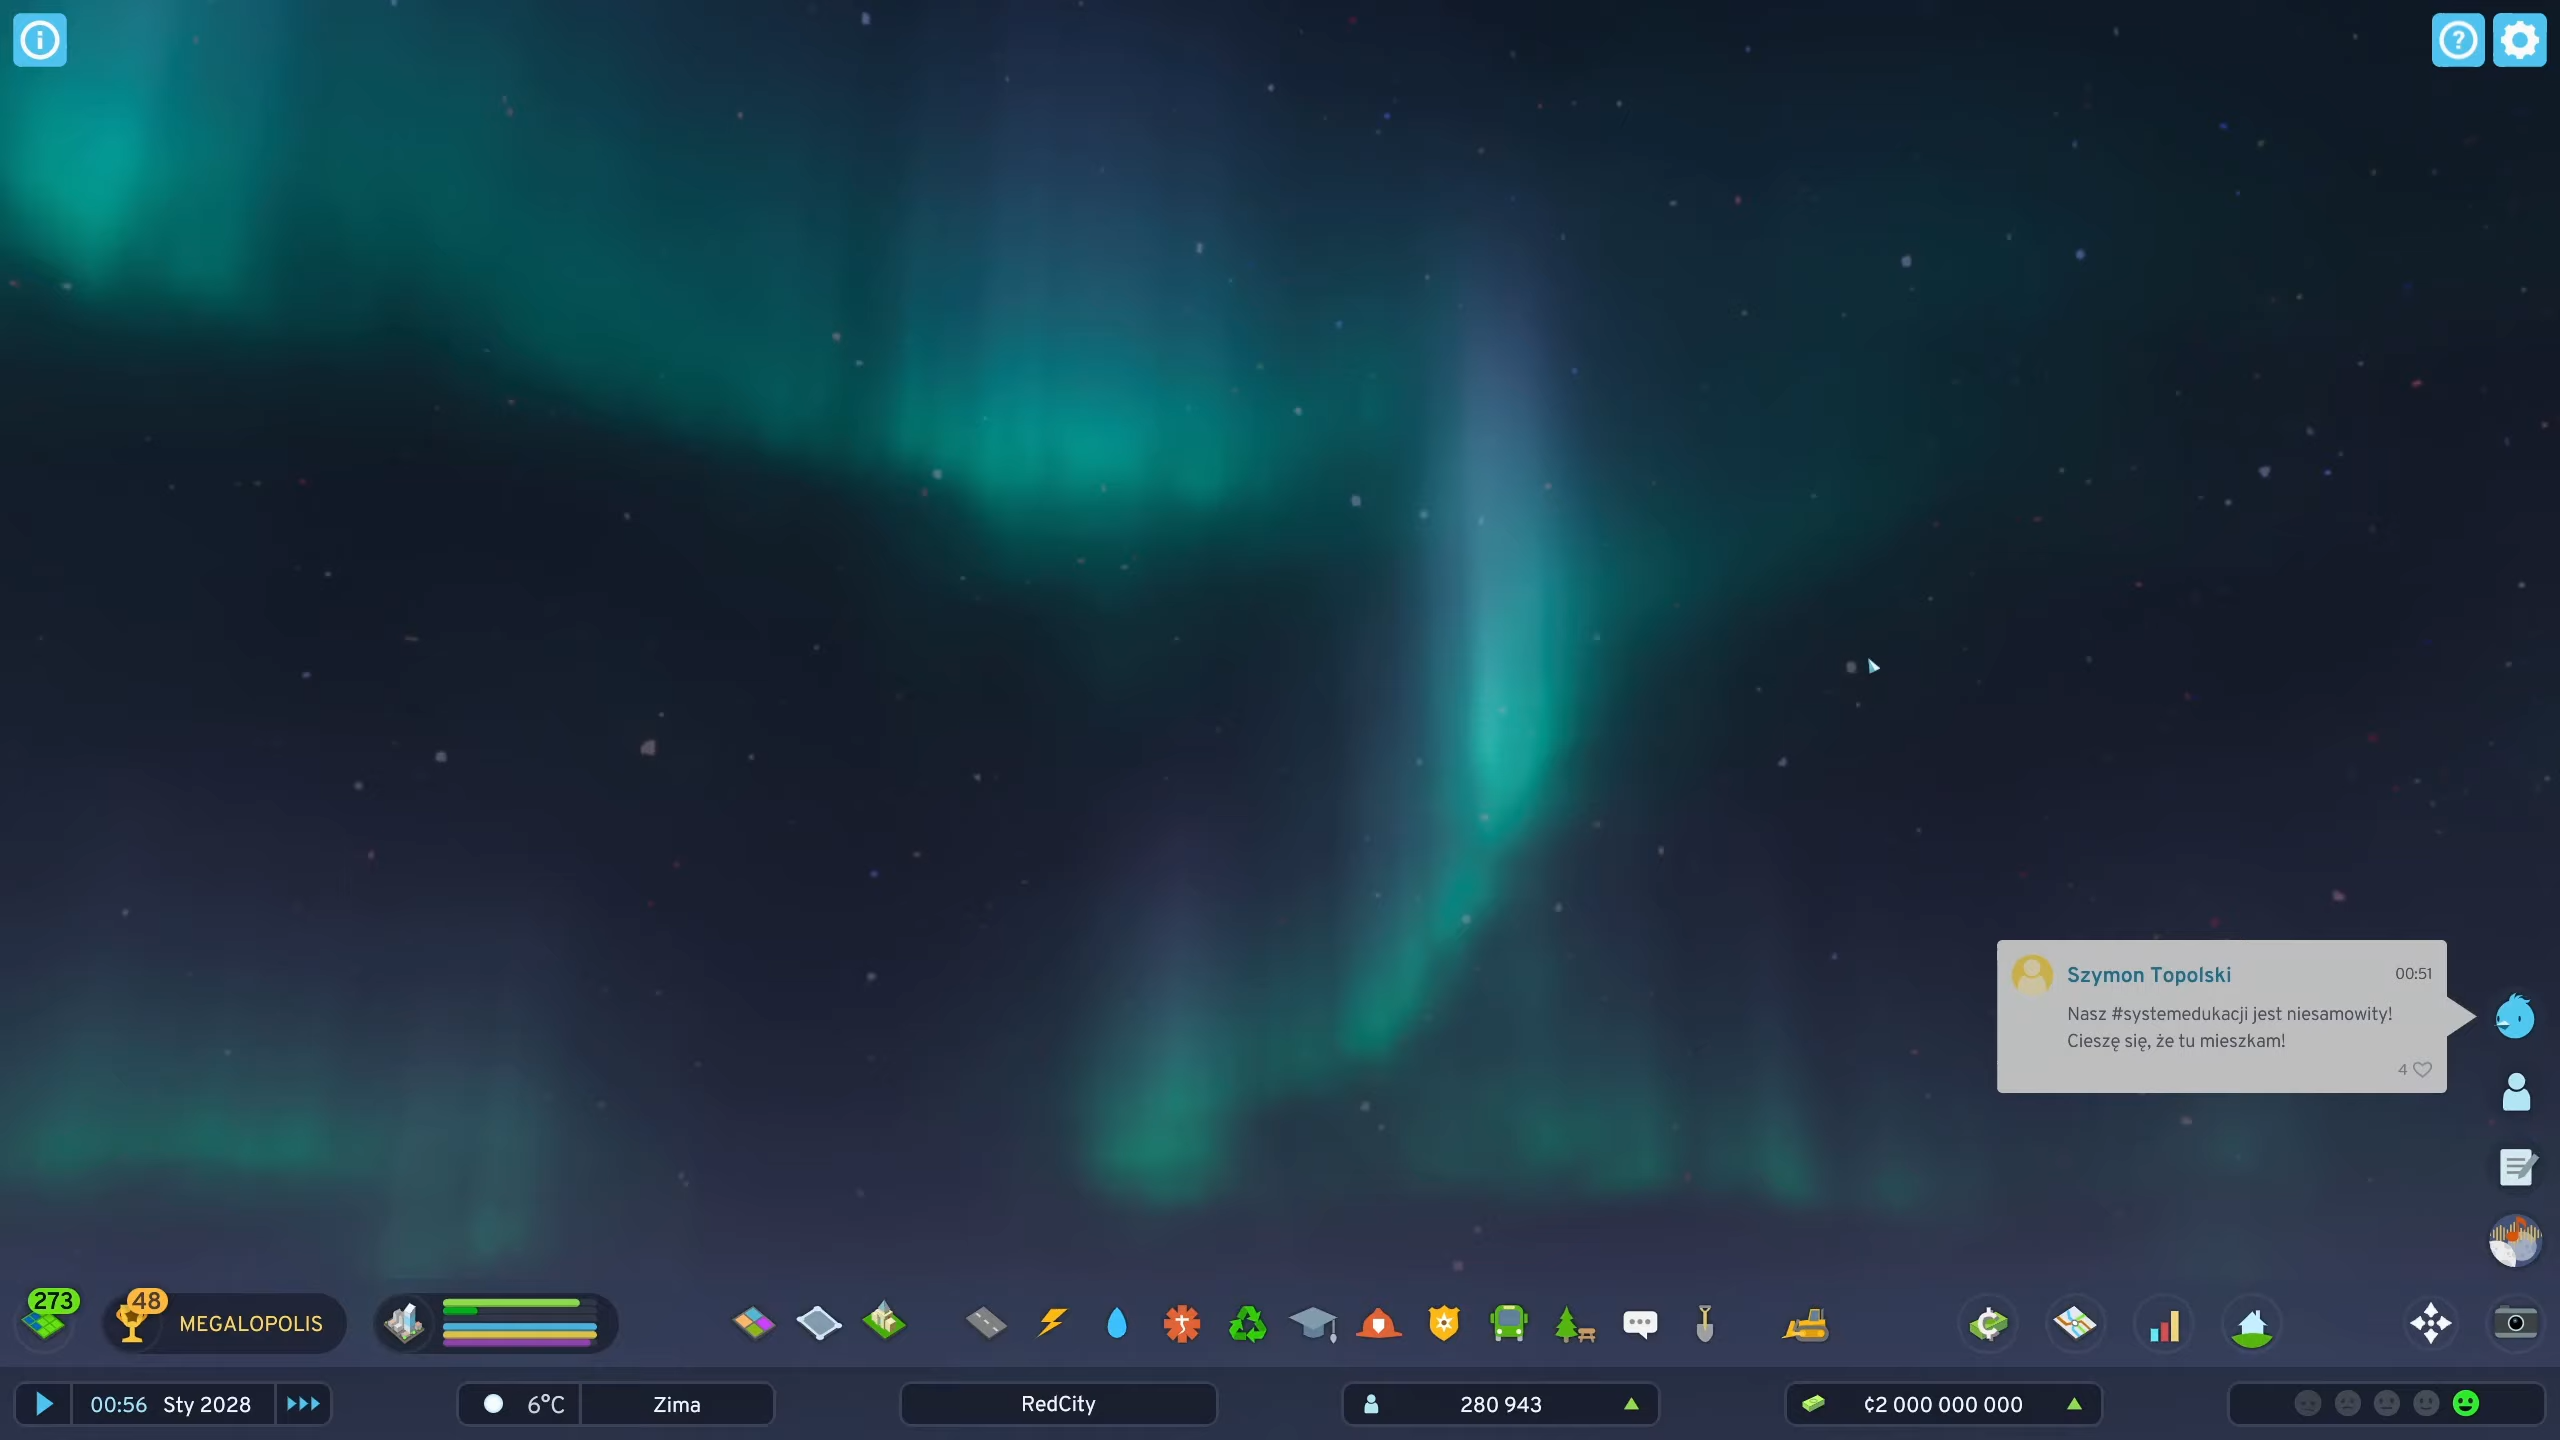 Szymon Topolski
00:51
Nasz #systemedukacji jest niesamowity!
Cieszę się, że tu mieszkam!
4
273
48
MEGALOPOLIS
00:56 Sty 2028
6°C
Zima
RedCity
280 943
¢2 000 000 000